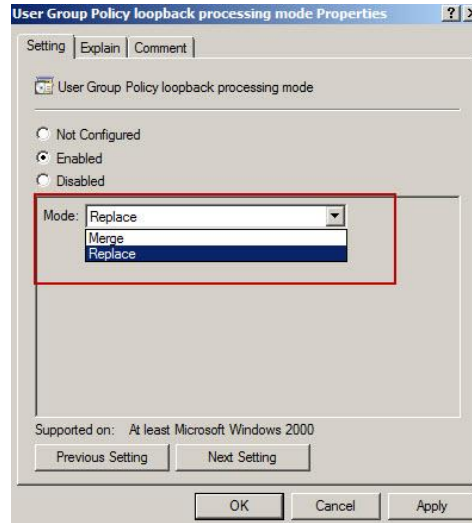 User Group Policy loopback processing mode Properties
Setting Explain Comment
User Group Policy loopback processing mode
Not Configured
Enabled
Disabled
Mode: Replace
Merge
Replace
Supported on: At least Microsoft Windows 2000
Previous Setting Next Setting
OK Cancel Apply